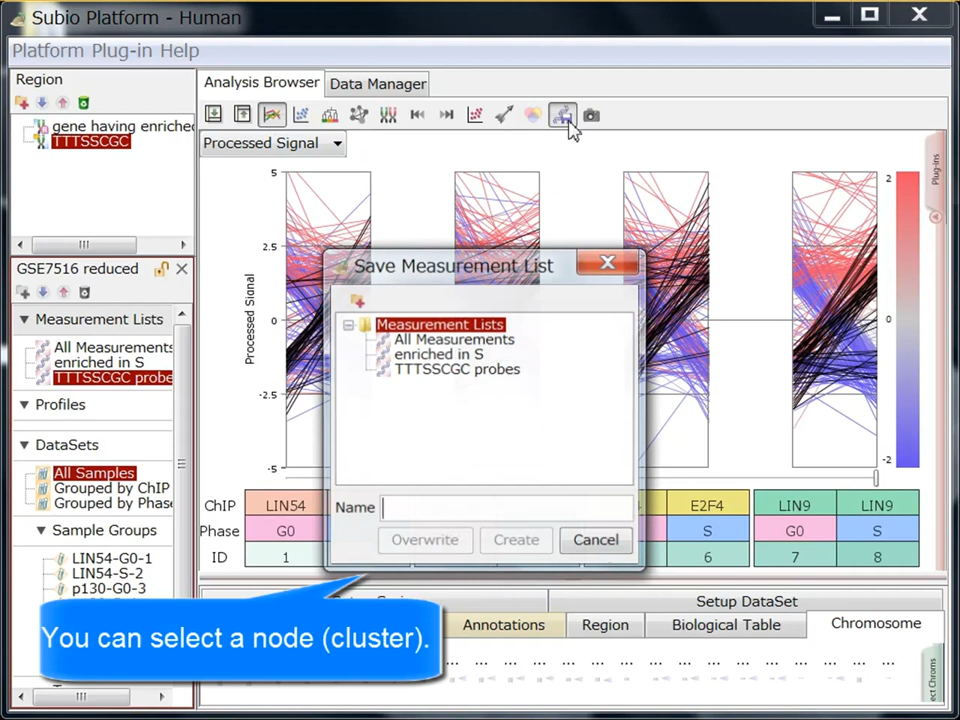 Subio Platform - Human
Platform Plug-in Help
Region
gene having enriched
TTTSSCGC
Analysis Browser
Data Manager
Processed Signal
Plug-ins
5
2.5
0
-2.5
-5
Processed Signal
2
0
-2
GSE7516 reduced
Measurement Lists
All Measurements
enriched in S
TTTSSCGC probe
Profiles
DataSets
All Samples
Grouped by ChIP
Grouped by Phase
Sample Groups
LIN54-G0-1
LIN54-S-2
p130-G0-3
Save Measurement List
Measurement Lists
All Measurements
enriched in S
TTTSSCGC probes
Name
Overwrite
Create
Cancel
ChIP LIN54 E2F4 LIN9 LIN9
Phase G0 S G0 S
ID 1 6 7 8
Setup DataSet
Annotations
Region
Biological Table
Chromosome
... ... ... ... ... ... ... ... ...
ect Chroms
You can select a node (cluster).